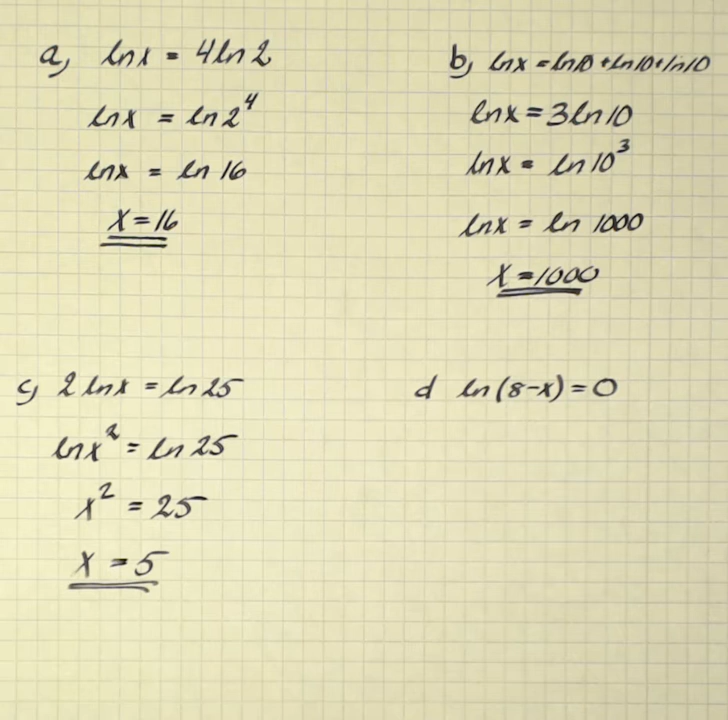 a) ln x = 4 ln 2
ln x = ln 2⁴
ln x = ln 16
x = 16
b) ln x = ln 10 + ln 10 + ln 10
ln x = 3 ln 10
ln x = ln 10³
ln x = ln 1000
x = 1000
c) 2 ln x = ln 25
ln x² = ln 25
x² = 25
x = 5
d ln (8-x) = 0